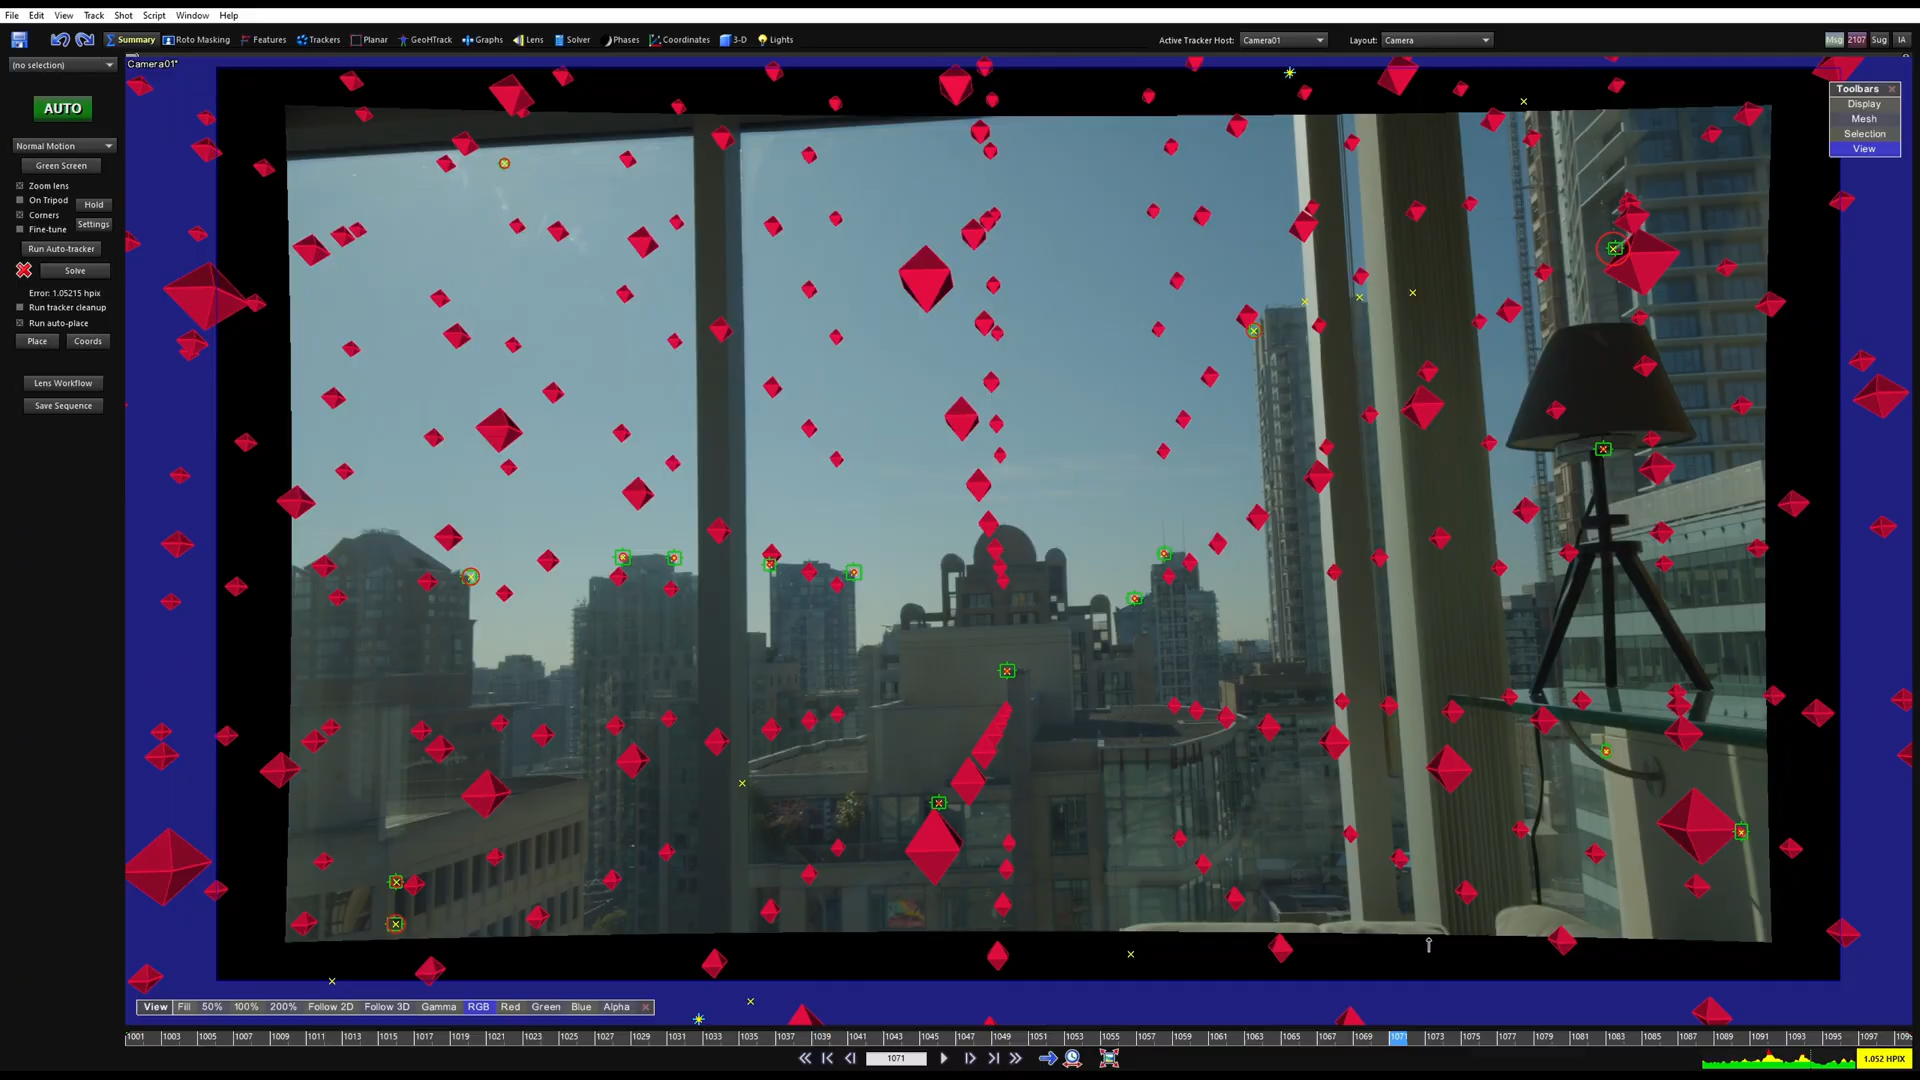 File Edit View Track Shot Script Window Help
Summary Roto Masking Features Trackers Planar GeoHTrack Graphs Lens Solver Phases Coordinates 3-D Lights Active Tracker Host: Camera01 Layout: Camera Msg 2107 Sug IA
(no selection) Camera01*
Toolbars
Display
Mesh
Selection
View
AUTO
Normal Motion
Green Screen
Zoom lens
On Tripod Hold
Corners
Settings
Fine-tune
Run Auto-tracker
Solve
Error: 1.05215 hpix
Run tracker cleanup
Run auto-place
Place Coords
Lens Workflow
Save Sequence
View Fill 50% 100% 200% Follow 2D Follow 3D Gamma RGB Red Green Blue Alpha
1001 1003 1005 1007 1009 1011 1013 1015 1017 1019 1021 1023 1025 1027 1029 1031 1033 1035 1037 1039 1041 1043 1045 1047 1049 1051 1053 1055 1057 1059 1061 1063 1065 1067 1069 1071 1073 1075 1077 1079 1081 1083 1085 1087 1089 1091 1093 1095 1097
1071 1.052 HPIX